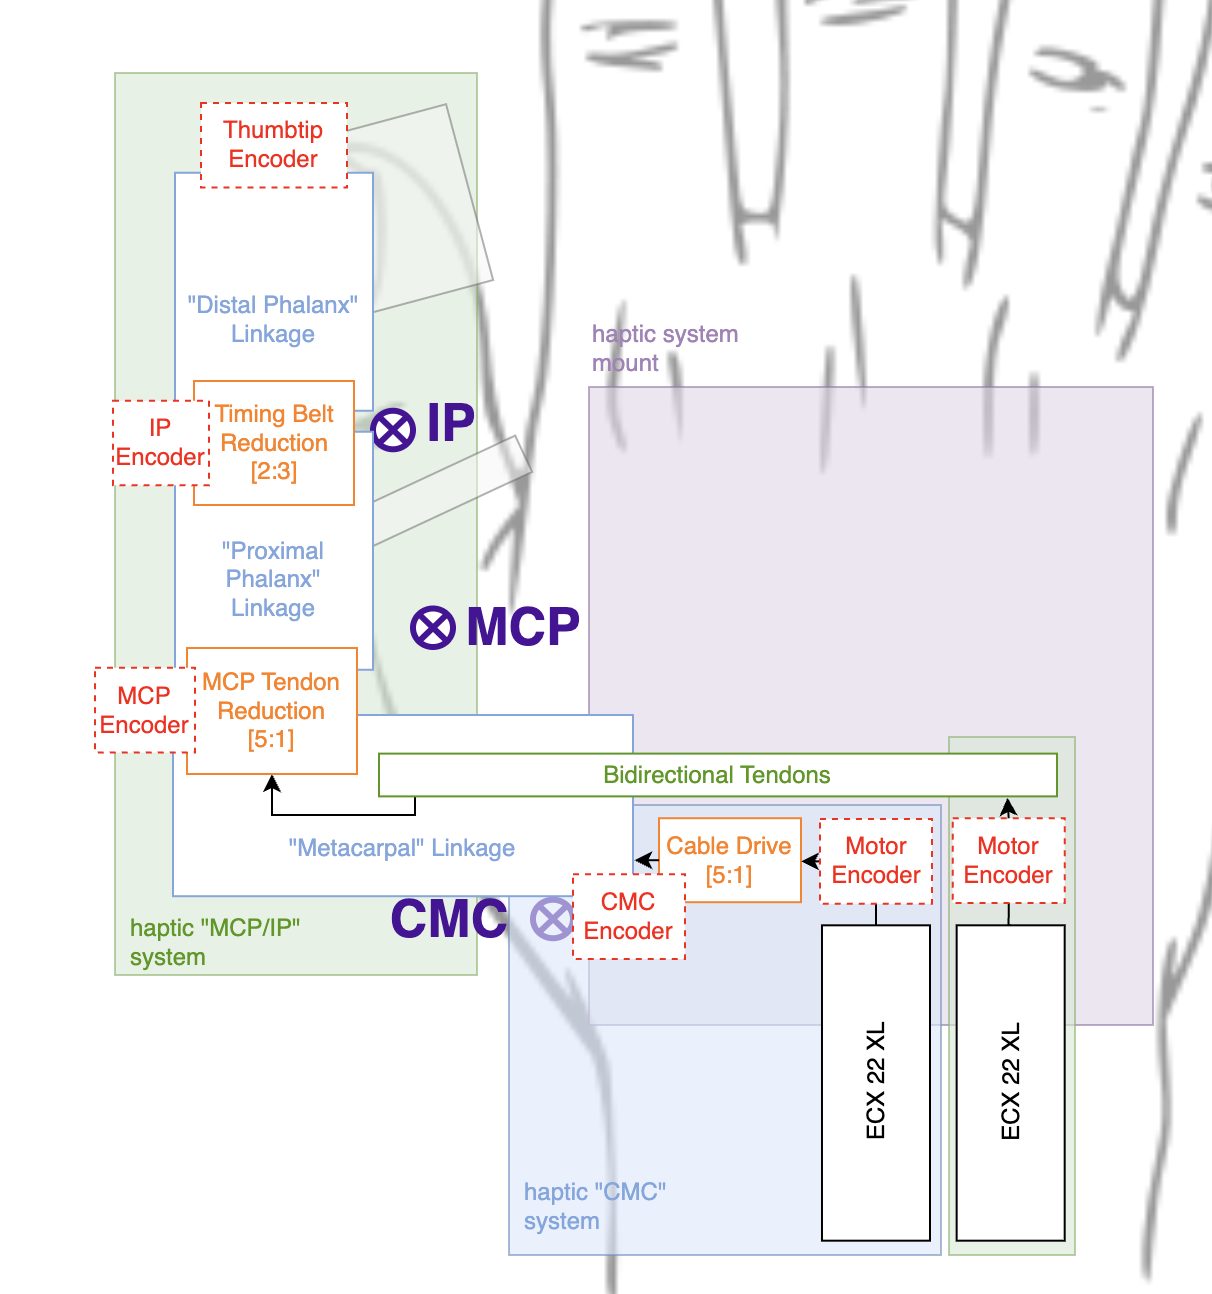 Thumbtip
Encoder
"Distal Phalanx"
Linkage
haptic system
mount
IP
Encoder
Timing Belt
Reduction
[2:3]
IP
"Proximal
Phalanx"
Linkage
MCP
MCP
Encoder
MCP Tendon
Reduction
[5:1]
Bidirectional Tendons
"Metacarpal" Linkage
Cable Drive
[5:1]
Motor
Encoder
Motor
Encoder
CMC
CMC
Encoder
haptic "MCP/IP"
system
ECX 22 XL
ECX 22 XL
haptic "CMC"
system